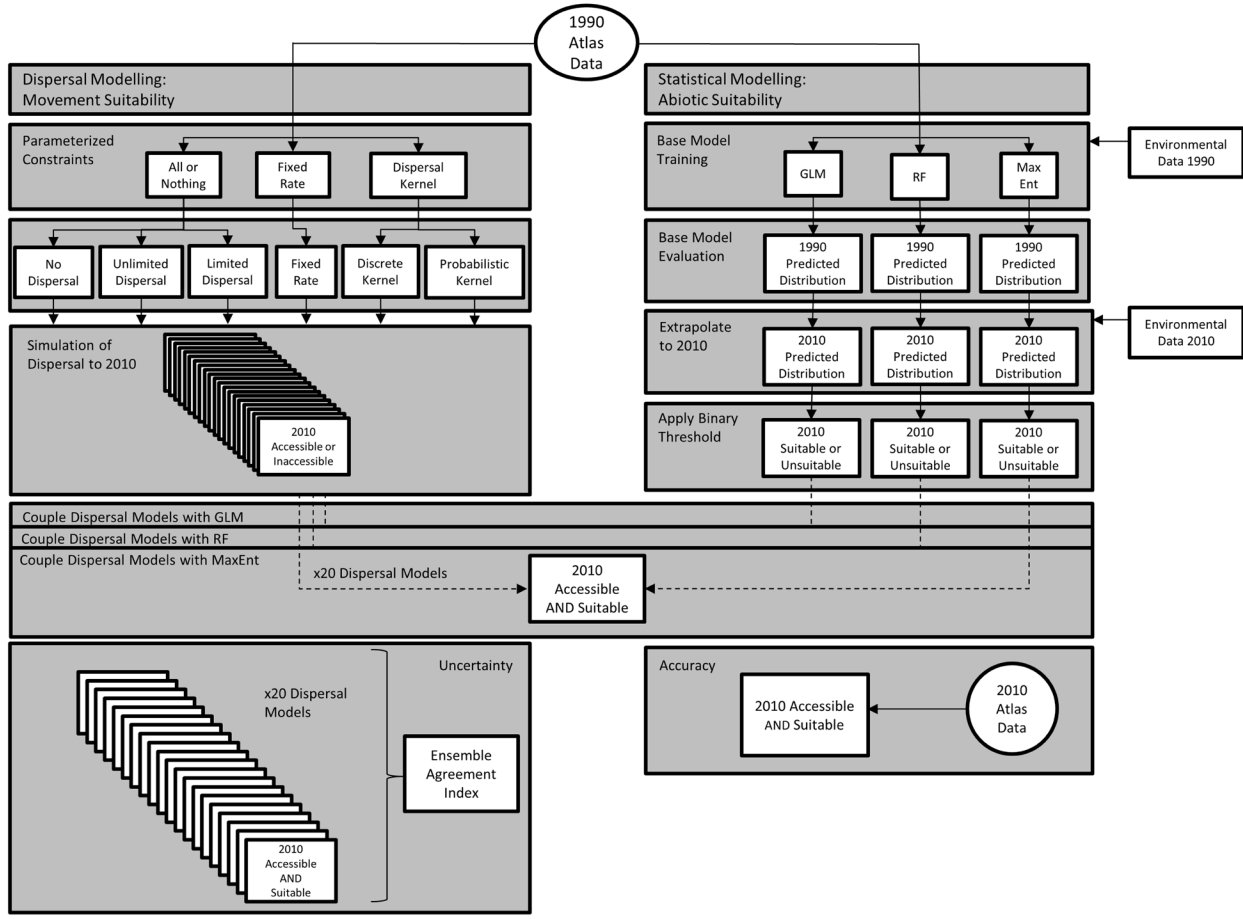 1990
Atlas
Data
Dispersal Modelling:
Movement Suitability
Statistical Modelling:
Abiotic Suitability
Parameterized
Constraints
All or
Nothing
Fixed
Rate
Dispersal
Kernel
Base Model
Training
GLM
RF
Max
Ent
Environmental
Data 1990
No
Dispersal
Unlimited
Dispersal
Limited
Dispersal
Fixed
Rate
Discrete
Kernel
Probabilistic
Kernel
Base Model
Evaluation
1990
Predicted
Distribution
1990
Predicted
Distribution
1990
Predicted
Distribution
Simulation of
Dispersal to 2010
2010
Accessible or
Inaccessible
Extrapolate
to 2010
2010
Predicted
Distribution
2010
Predicted
Distribution
2010
Predicted
Distribution
Environmental
Data 2010
Apply Binary
Threshold
2010
Suitable or
Unsuitable
2010
Suitable or
Unsuitable
2010
Suitable or
Unsuitable
Couple Dispersal Models with GLM
Couple Dispersal Models with RF
Couple Dispersal Models with MaxEnt
x20 Dispersal Models
2010
Accessible
AND Suitable
Uncertainty
x20 Dispersal
Models
Ensemble
Agreement
Index
2010
Accessible
AND
Suitable
Accuracy
2010 Accessible
AND Suitable
2010
Atlas
Data